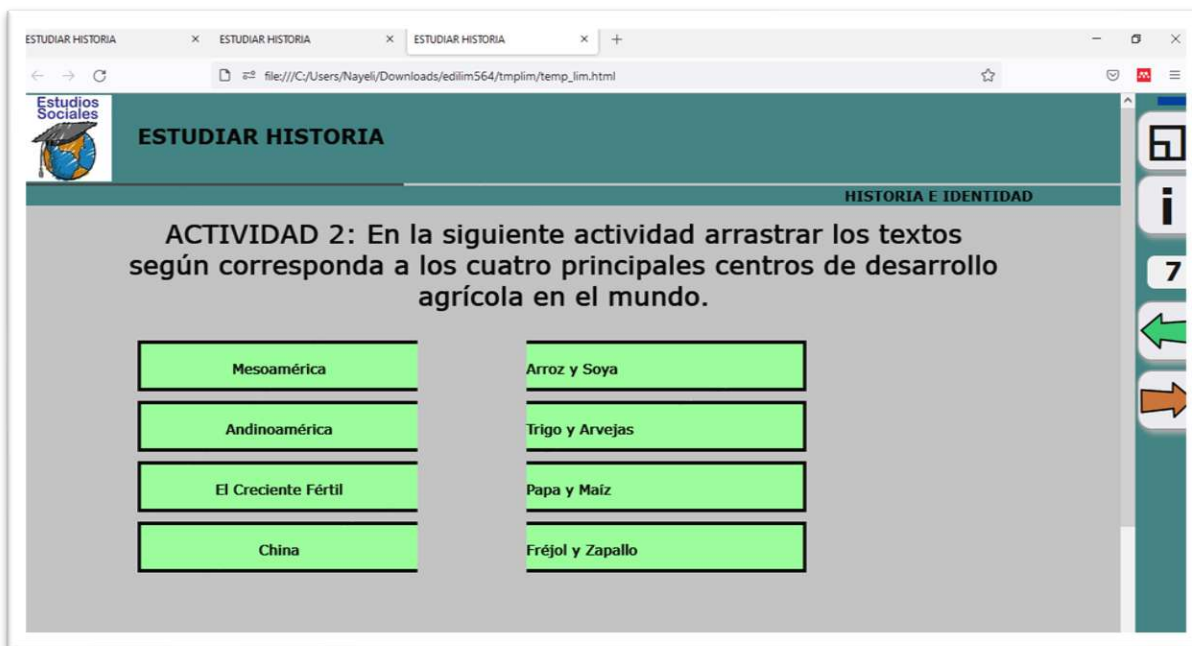 ESTUDIAR HISTORIA
ESTUDIAR HISTORIA
ESTUDIAR HISTORIA
file:///C:/Users/Nayeli/Downloads/edilim564/tmplim/temp_lim.html
Estudios
Sociales
ESTUDIAR HISTORIA
HISTORIA E IDENTIDAD
i
7
ACTIVIDAD 2: En la siguiente actividad arrastrar los textos
según corresponda a los cuatro principales centros de desarrollo
agrícola en el mundo.
Mesoamérica
Arroz y Soya
Andinoamérica
Trigo y Arvejas
El Creciente Fértil
Papa y Maíz
China
Fréjol y Zapallo